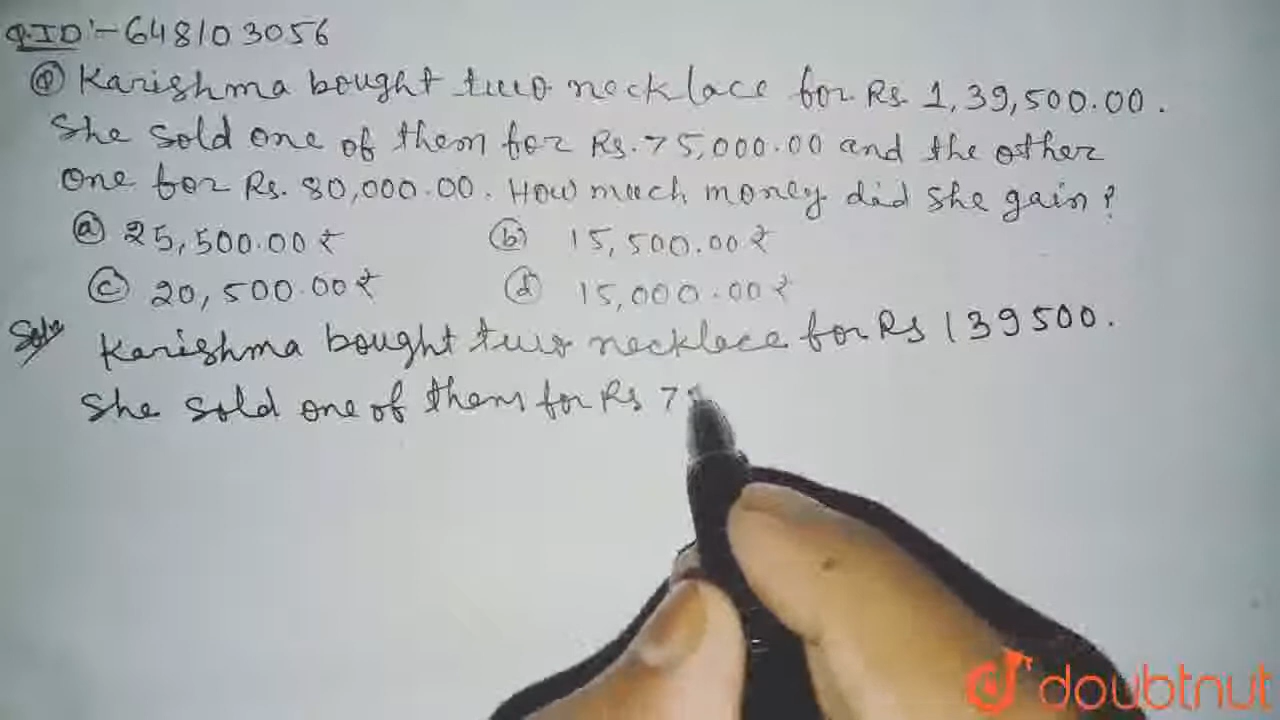 Q.ID:- 648103056
Q Karishma bought two necklace for Rs. 1,39,500.00.
She sold one of them for Rs. 75,000.00 and the other
one for Rs. 80,000.00. How much money did she gain?
a 25,500.00 ₹ b 15,500.00 ₹
c 20,500.00 ₹ d 15,000.00 ₹
Soln Karishma bought two necklace for Rs 139500.
She sold one of them for Rs 7
doubtnut